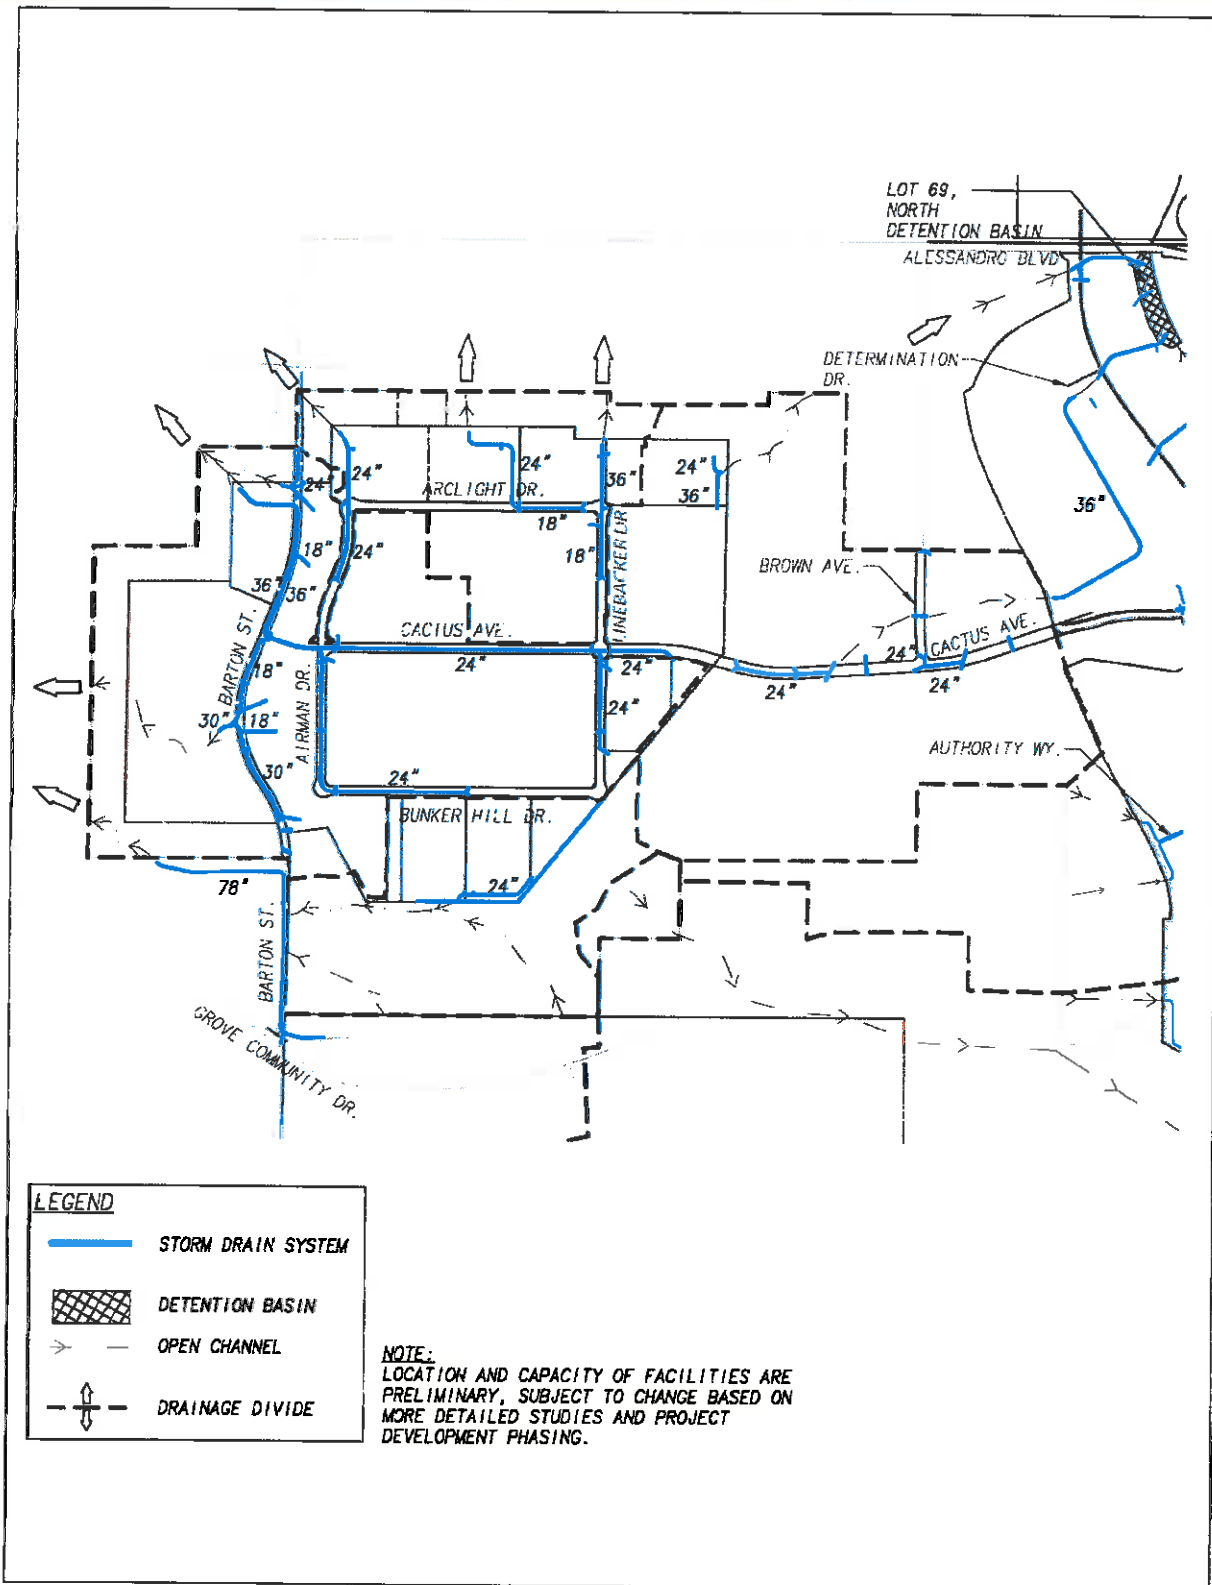 LOT 69,
NORTH
DETENTION BASIN
ALESSANDRO BLVD
DETERMINATION
DR.
24"
24"
24"
24"
36"
24"
36"
ARCLIGHT DR.
36"
18"
18"
24"
18"
LINEBACKER DR
BROWN AVE.
36"
36"
BARTON ST.
CACTUS AVE.
CACTUS AVE.
24"
24"
24"
24"
24"
18"
AIRMAN DR.
30"
18"
24"
30"
24"
AUTHORITY WY.
BUNKER HILL DR.
78"
24"
BARTON ST.
GROVE COMMUNITY DR.
LEGEND
STORM DRAIN SYSTEM
DETENTION BASIN
OPEN CHANNEL
DRAINAGE DIVIDE
NOTE:
LOCATION AND CAPACITY OF FACILITIES ARE
PRELIMINARY, SUBJECT TO CHANGE BASED ON
MORE DETAILED STUDIES AND PROJECT
DEVELOPMENT PHASING.